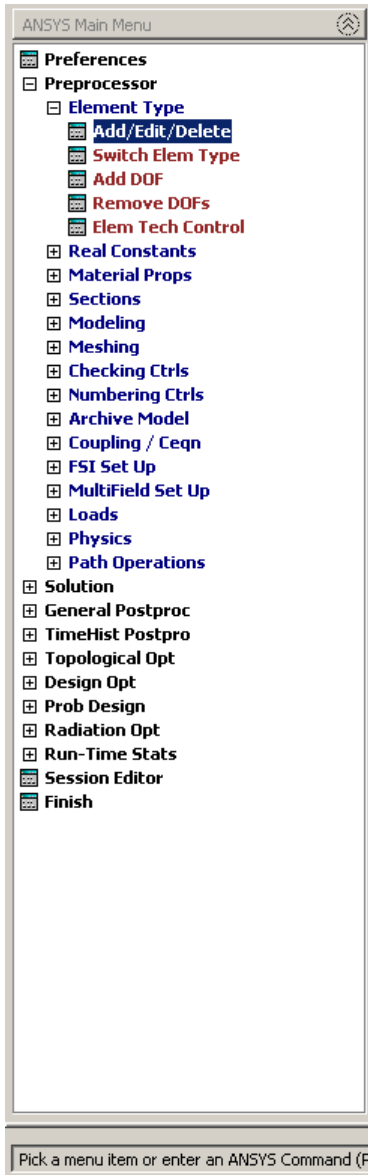 ANSYS Main Menu
Preferences
Preprocessor
Element Type
Add/Edit/Delete
Switch Elem Type
Add DOF
Remove DOFs
Elem Tech Control
Real Constants
Material Props
Sections
Modeling
Meshing
Checking Ctrls
Numbering Ctrls
Archive Model
Coupling / Ceqn
FSI Set Up
MultiField Set Up
Loads
Physics
Path Operations
Solution
General Postproc
TimeHist Postpro
Topological Opt
Design Opt
Prob Design
Radiation Opt
Run-Time Stats
Session Editor
Finish
Pick a menu item or enter an ANSYS Command (P